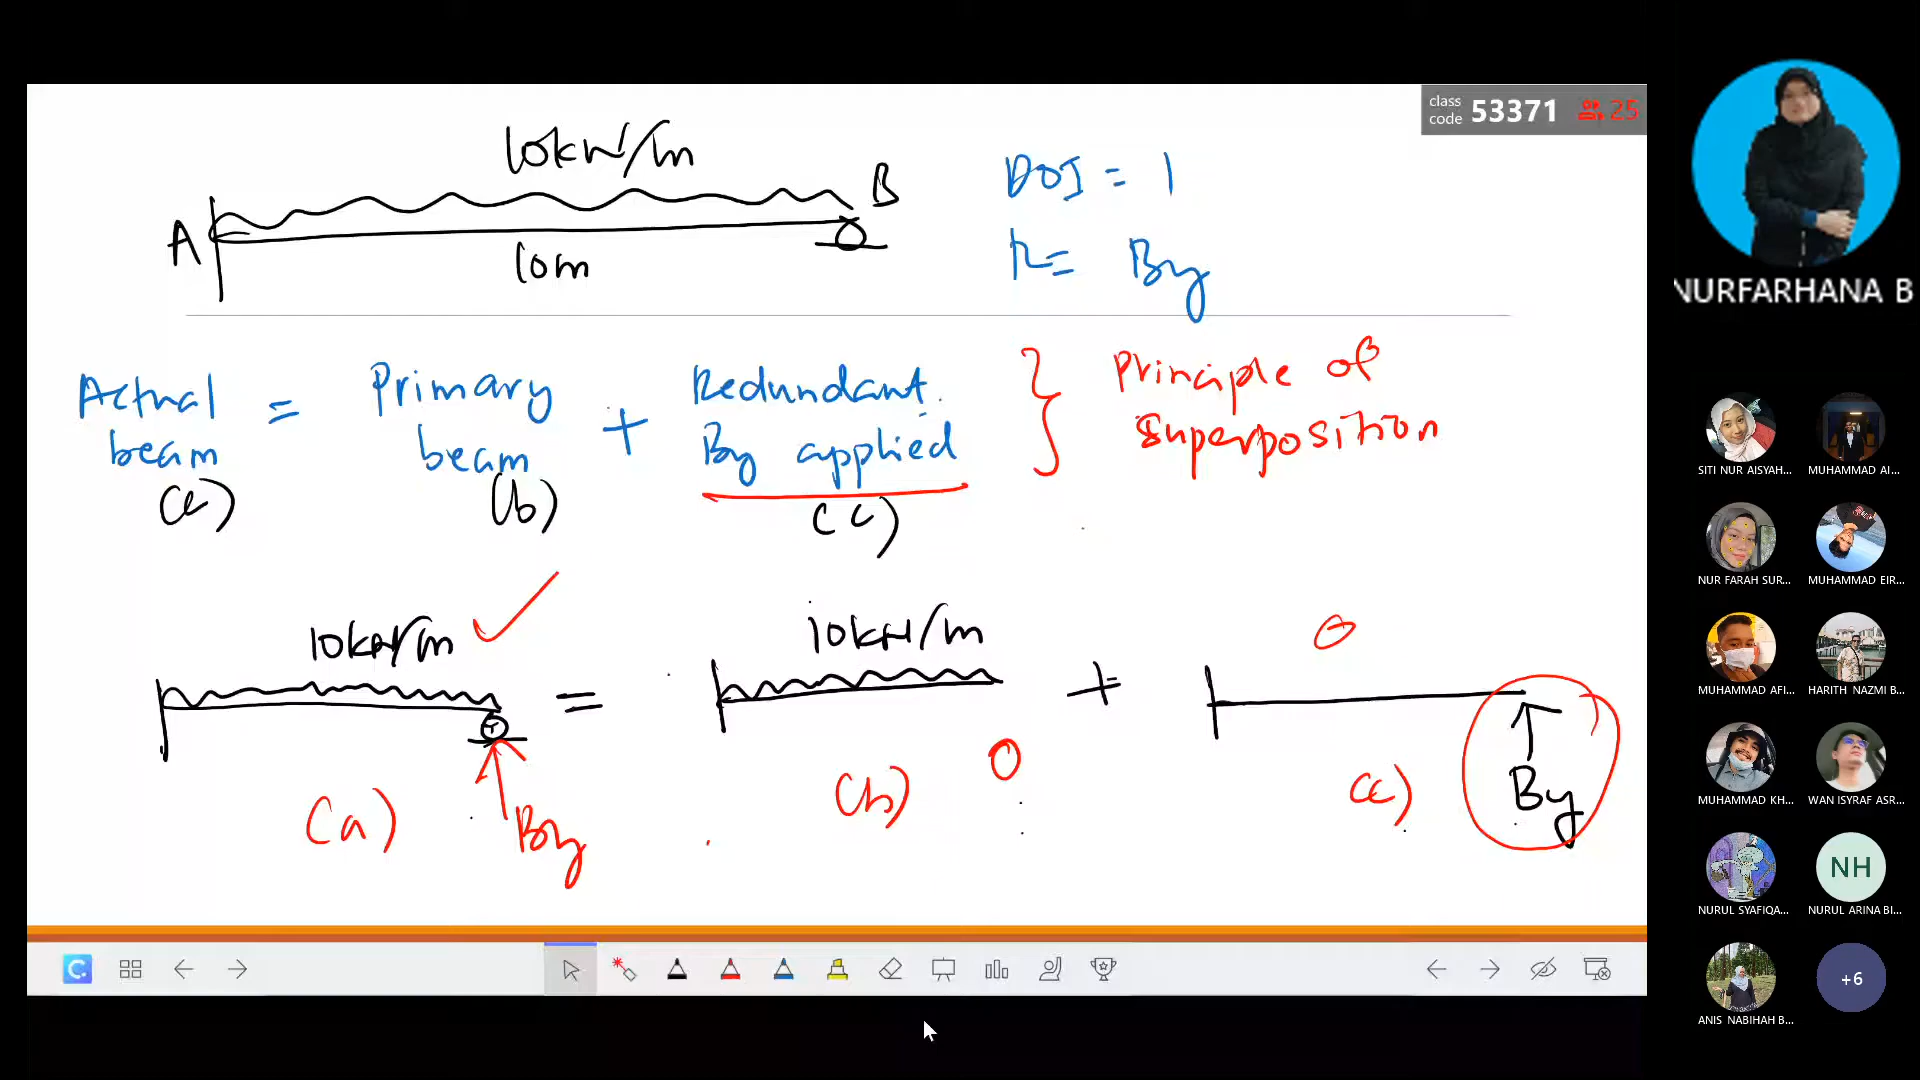 class code 53371 25
10kN/m
A
B
10m
DOI = 1
R = By
Actual beam = Primary beam + Redundant By applied } Principle of superposition
(a) (b) (c)
10kN/m
=
10kN/m
+
0
By
(a)
By
(b)
0
(c)
NURFARHANA B
SITI NUR AISYAH...
MUHAMMAD AI...
NUR FARAH SUR...
MUHAMMAD EIR...
MUHAMMAD AFI...
HARITH NAZMI B...
MUHAMMAD KH...
WAN ISYRAF ASR...
NURUL SYAFIQA...
NH
NURUL ARINA BI...
ANIS NABIHAH B...
+6